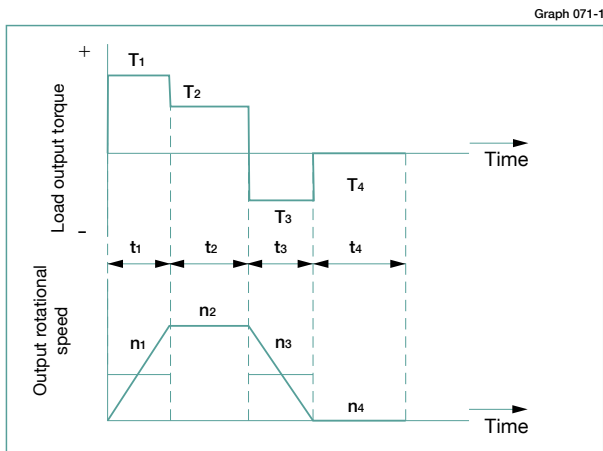 Graph 071-1
+
Load output torque
-
T1
T2
T3
T4
Time
t1 t2 t3 t4
Output rotational
speed
n1
n2
n3
n4
Time